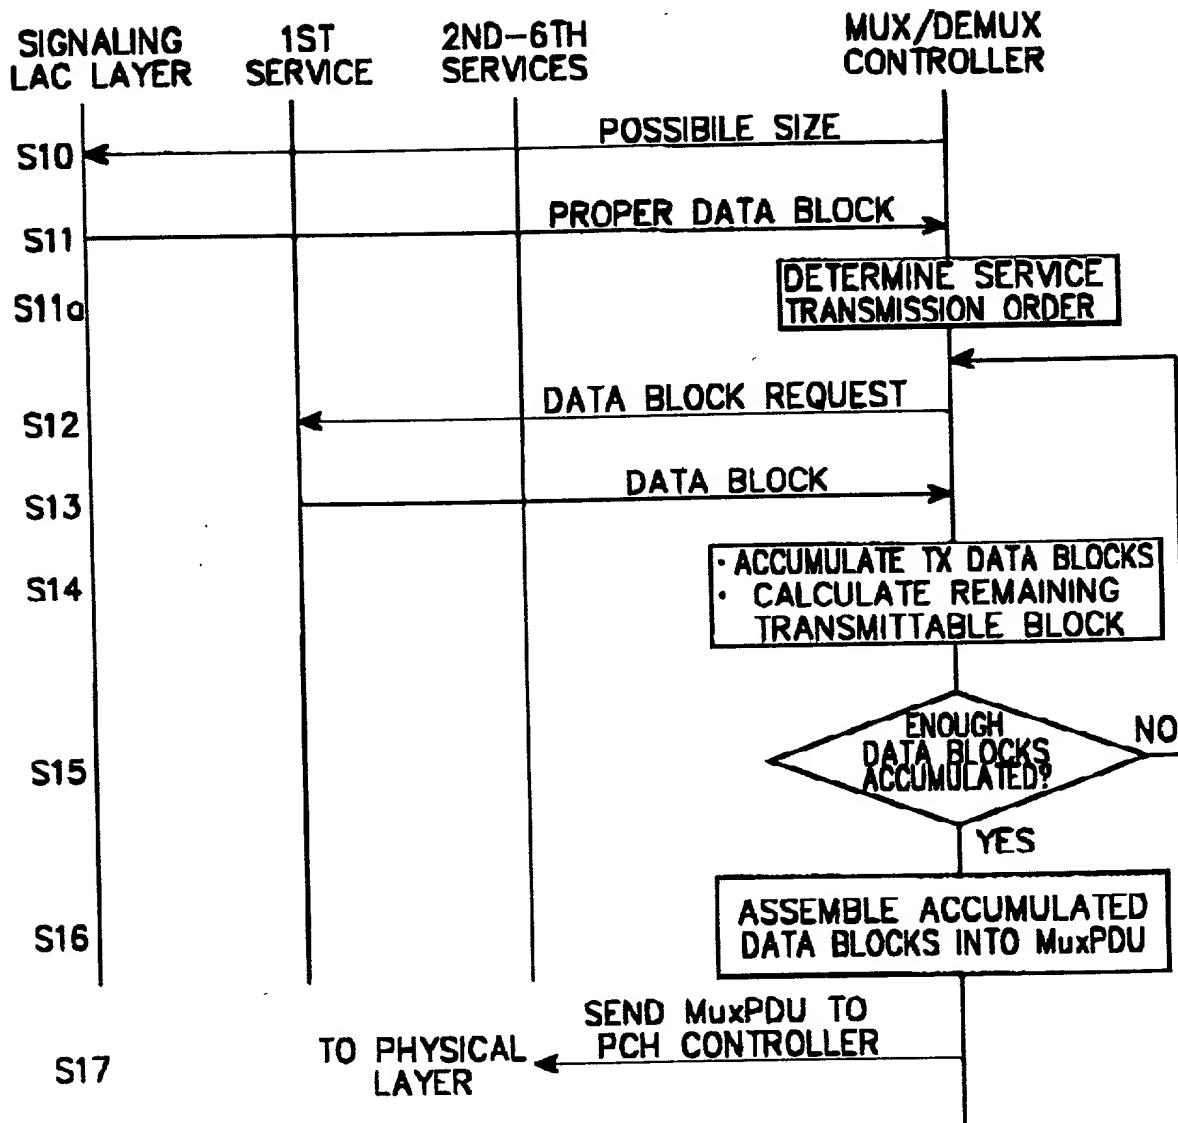 SIGNALING
LAC LAYER
1ST
SERVICE
2ND-6TH
SERVICES
MUX/DEMUX
CONTROLLER
S10
POSSIBILE SIZE
S11
PROPER DATA BLOCK
S11a
DETERMINE SERVICE
TRANSMISSION ORDER
S12
DATA BLOCK REQUEST
S13
DATA BLOCK
S14
· ACCUMULATE TX DATA BLOCKS
· CALCULATE REMAINING
TRANSMITTABLE BLOCK
S15
ENOUGH
DATA BLOCKS
ACCUMULATED?
NO
YES
S16
ASSEMBLE ACCUMULATED
DATA BLOCKS INTO MuxPDU
S17
TO PHYSICAL
LAYER
SEND MuxPDU TO
PCH CONTROLLER